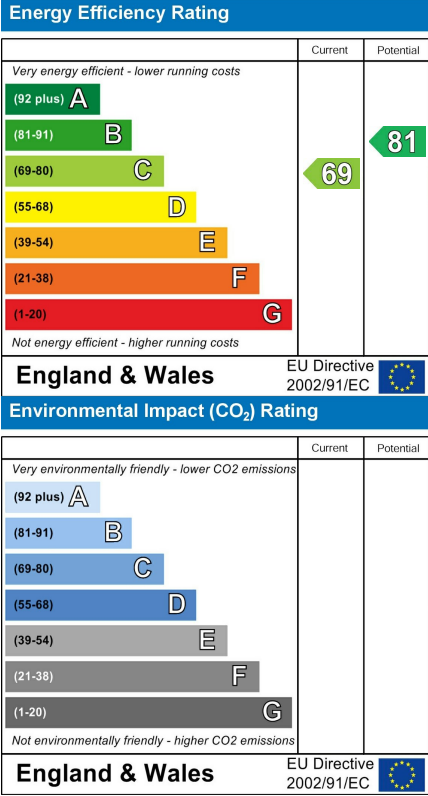 Energy Efficiency Rating
Current Potential
Very energy efficient - lower running costs
(92 plus) A
(81-91) B
81
(69-80) C
69
(55-68) D
(39-54) E
(21-38) F
(1-20) G
Not energy efficient - higher running costs
England & Wales
EU Directive
2002/91/EC
Environmental Impact (CO₂) Rating
Current Potential
Very environmentally friendly - lower CO2 emissions
(92 plus) A
(81-91) B
(69-80) C
(55-68) D
(39-54) E
(21-38) F
(1-20) G
Not environmentally friendly - higher CO2 emissions
England & Wales
EU Directive
2002/91/EC